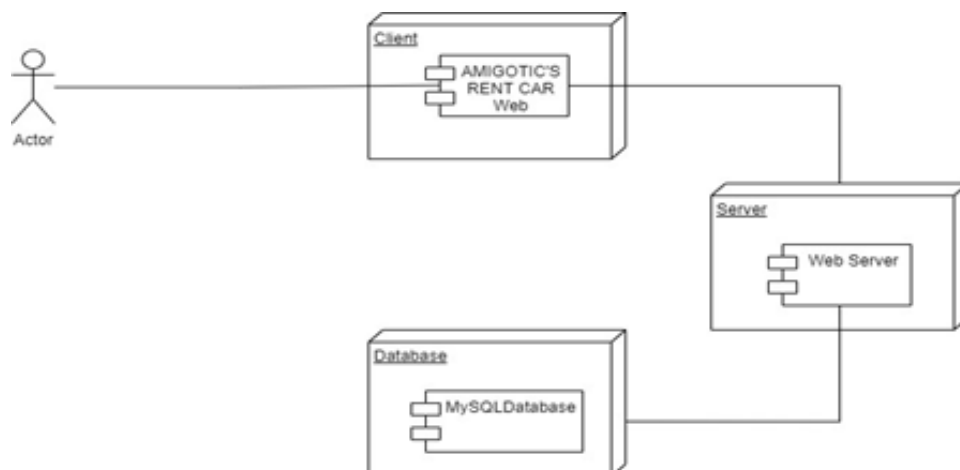 Client
AMIGOTIC'S
RENT CAR
Web
Actor
Server
Web Server
Database
MySQLDatabase